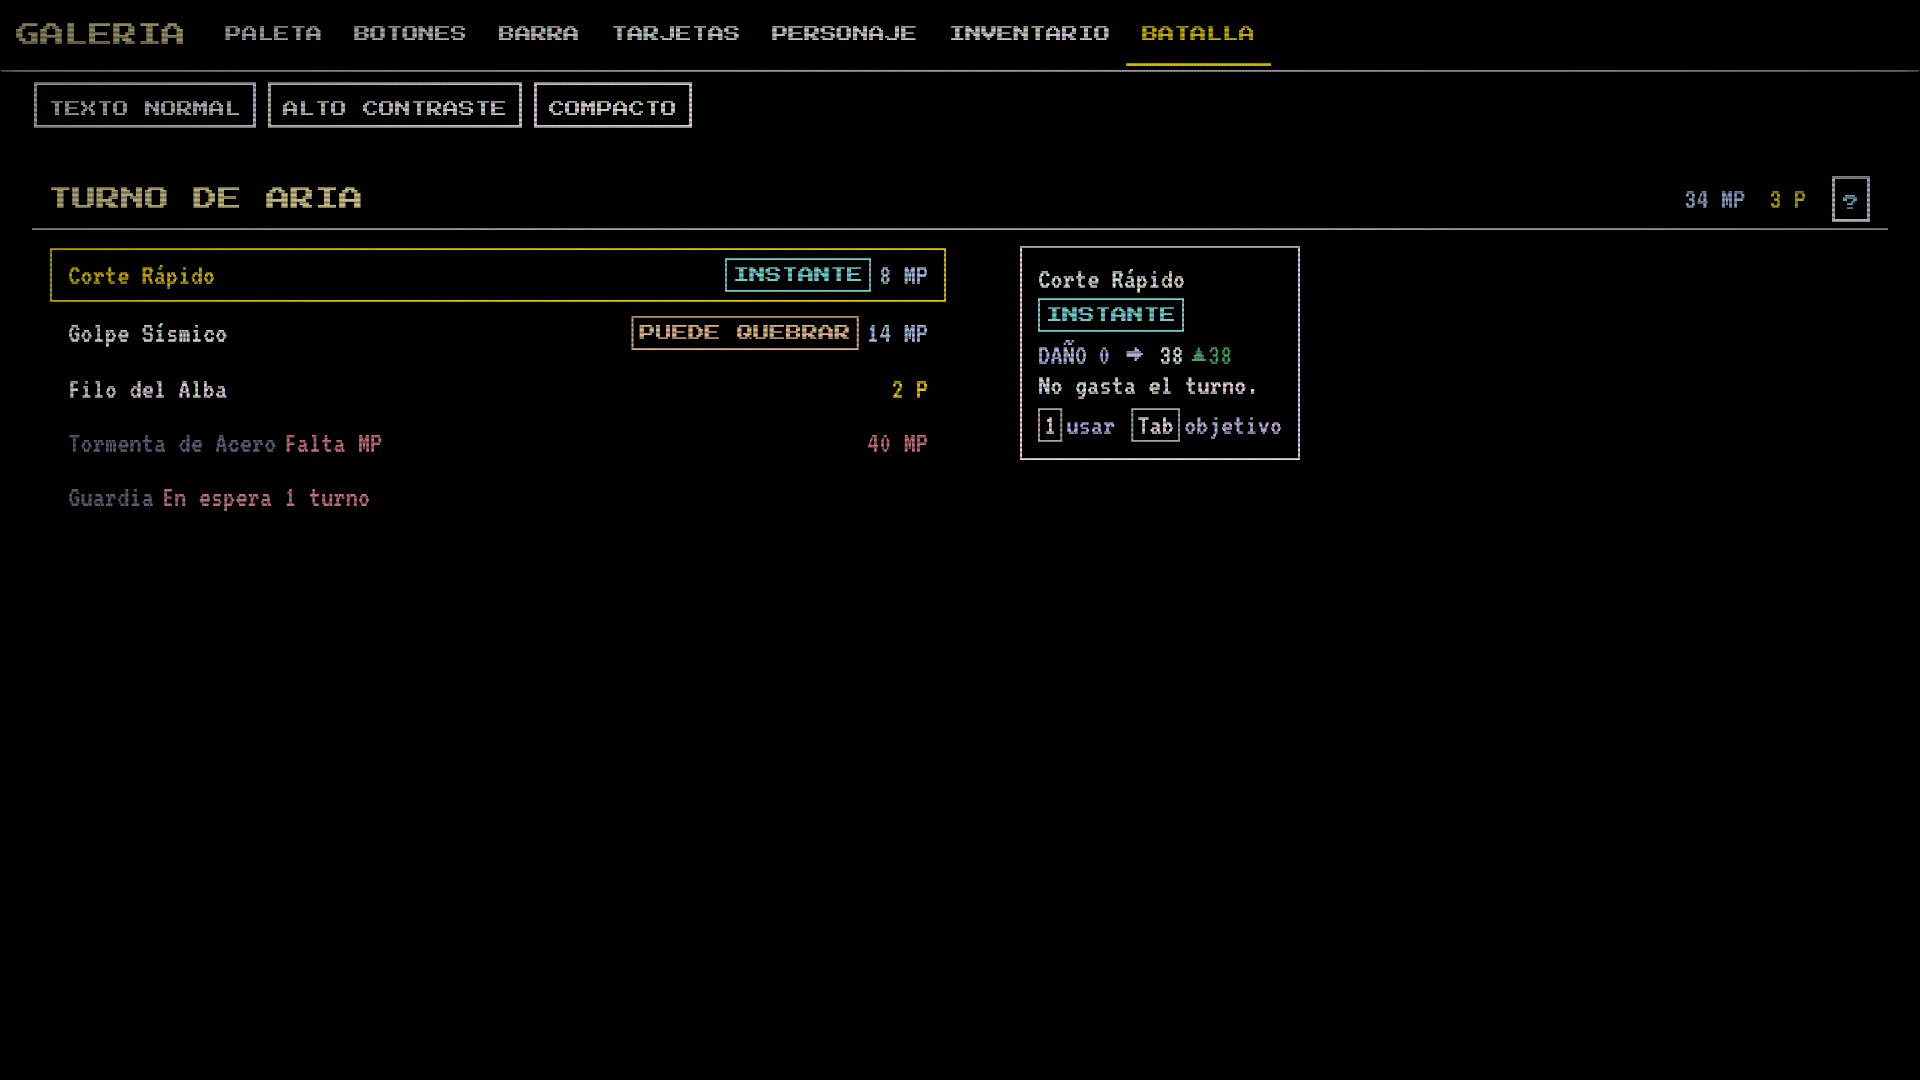 GALERIA PALETA BOTONES BARRA TARJETAS PERSONAJE INVENTARIO BATALLA
TEXTO NORMAL ALTO CONTRASTE COMPACTO
TURNO DE ARIA 34 MP 3 P ?
Corte Rápido INSTANTE 8 MP
Golpe Sísmico PUEDE QUEBRAR 14 MP
Filo del Alba 2 P
Tormenta de Acero Falta MP 40 MP
Guardia En espera 1 turno
Corte Rápido
INSTANTE
DAÑO 0 → 38 ▲38
No gasta el turno.
1 usar Tab objetivo